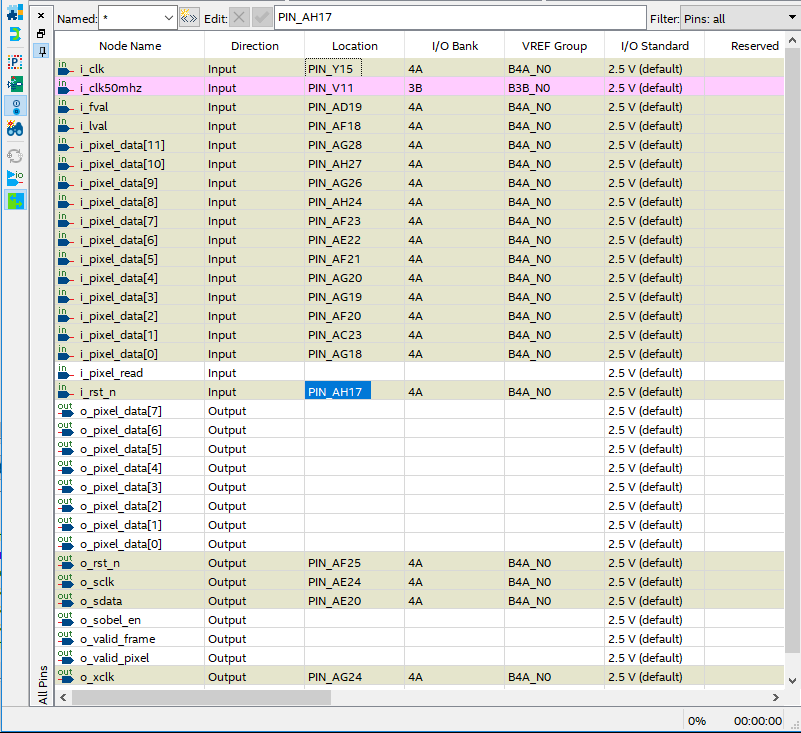 Named: * «» Edit: PIN_AH17 Filter: Pins: all
Node Name Direction Location I/O Bank VREF Group I/O Standard Reserved
in i_clk Input PIN_Y15 4A B4A_N0 2.5 V (default)
in i_clk50mhz Input PIN_V11 3B B3B_N0 2.5 V (default)
in i_fval Input PIN_AD19 4A B4A_N0 2.5 V (default)
in i_lval Input PIN_AF18 4A B4A_N0 2.5 V (default)
in i_pixel_data[11] Input PIN_AG28 4A B4A_N0 2.5 V (default)
in i_pixel_data[10] Input PIN_AH27 4A B4A_N0 2.5 V (default)
in i_pixel_data[9] Input PIN_AG26 4A B4A_N0 2.5 V (default)
in i_pixel_data[8] Input PIN_AH24 4A B4A_N0 2.5 V (default)
in i_pixel_data[7] Input PIN_AF23 4A B4A_N0 2.5 V (default)
in i_pixel_data[6] Input PIN_AE22 4A B4A_N0 2.5 V (default)
in i_pixel_data[5] Input PIN_AF21 4A B4A_N0 2.5 V (default)
in i_pixel_data[4] Input PIN_AG20 4A B4A_N0 2.5 V (default)
in i_pixel_data[3] Input PIN_AG19 4A B4A_N0 2.5 V (default)
in i_pixel_data[2] Input PIN_AF20 4A B4A_N0 2.5 V (default)
in i_pixel_data[1] Input PIN_AC23 4A B4A_N0 2.5 V (default)
in i_pixel_data[0] Input PIN_AG18 4A B4A_N0 2.5 V (default)
in i_pixel_read Input 2.5 V (default)
in i_rst_n Input PIN_AH17 4A B4A_N0 2.5 V (default)
out o_pixel_data[7] Output 2.5 V (default)
out o_pixel_data[6] Output 2.5 V (default)
out o_pixel_data[5] Output 2.5 V (default)
out o_pixel_data[4] Output 2.5 V (default)
out o_pixel_data[3] Output 2.5 V (default)
out o_pixel_data[2] Output 2.5 V (default)
out o_pixel_data[1] Output 2.5 V (default)
out o_pixel_data[0] Output 2.5 V (default)
out o_rst_n Output PIN_AF25 4A B4A_N0 2.5 V (default)
out o_sclk Output PIN_AE24 4A B4A_N0 2.5 V (default)
out o_sdata Output PIN_AE20 4A B4A_N0 2.5 V (default)
out o_sobel_en Output 2.5 V (default)
out o_valid_frame Output 2.5 V (default)
out o_valid_pixel Output 2.5 V (default)
out o_xclk Output PIN_AG24 4A B4A_N0 2.5 V (default)
All Pins
0% 00:00:00